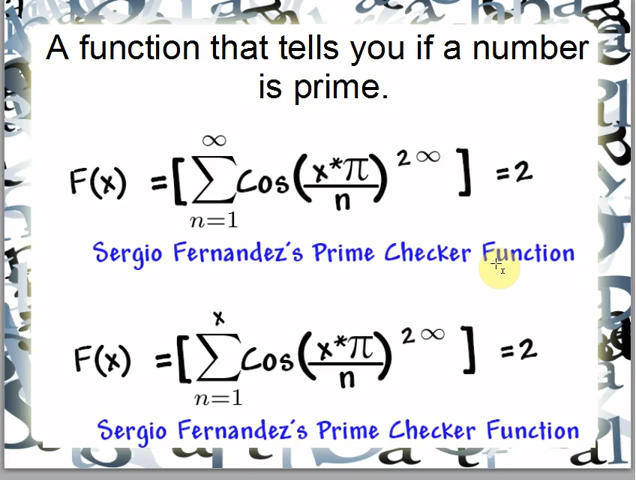 A function that tells you if a number
is prime.
F(x) = [ ∞ ∑ n=1 Cos(x*π / n) 2∞ ] = 2
Sergio Fernandez's Prime Checker Function
F(x) = [ x ∑ n=1 Cos(x*π / n) 2∞ ] = 2
Sergio Fernandez's Prime Checker Function